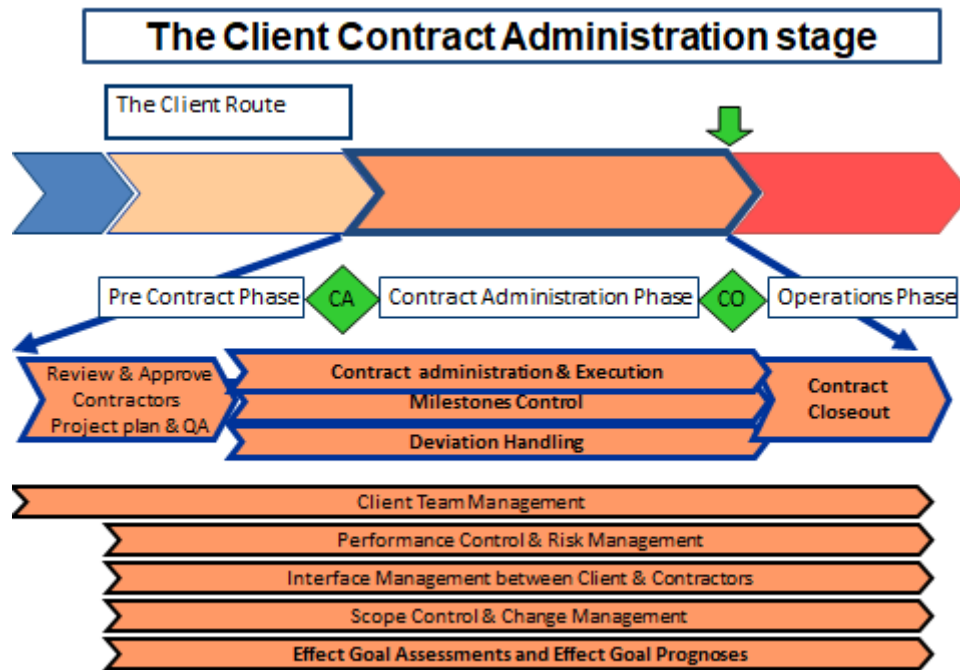 The Client Contract Administration stage
The Client Route
Pre Contract Phase
CA
Contract Administration Phase
CO
Operations Phase
Review & Approve
Contractors
Project plan & QA
Contract administration & Execution
Milestones Control
Deviation Handling
Contract
Closeout
Client Team Management
Performance Control & Risk Management
Interface Management between Client & Contractors
Scope Control & Change Management
Effect Goal Assessments and Effect Goal Prognoses